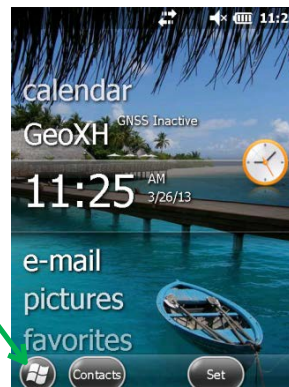 11:2
calendar
GeoXH GNSS Inactive
11:25 AM
3/26/13
e-mail
pictures
favorites
Contacts Set